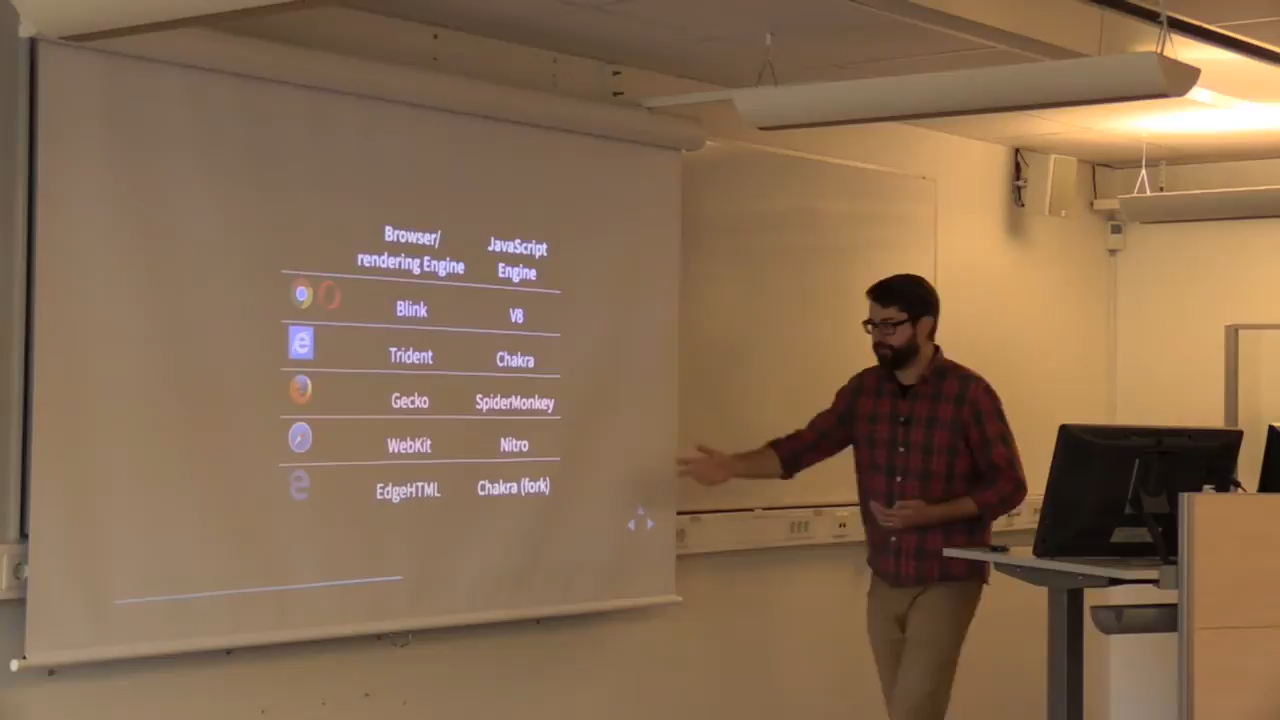 Browser/
rendering Engine
JavaScript
Engine
Blink V8
Trident Chakra
Gecko SpiderMonkey
WebKit Nitro
EdgeHTML Chakra (fork)